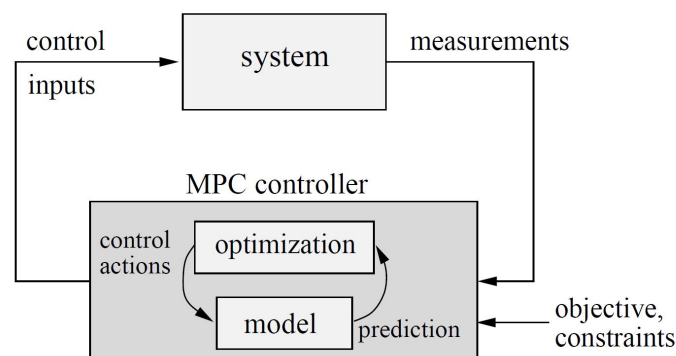 control
inputs
system
measurements
MPC controller
control
actions
optimization
model
prediction
objective,
constraints